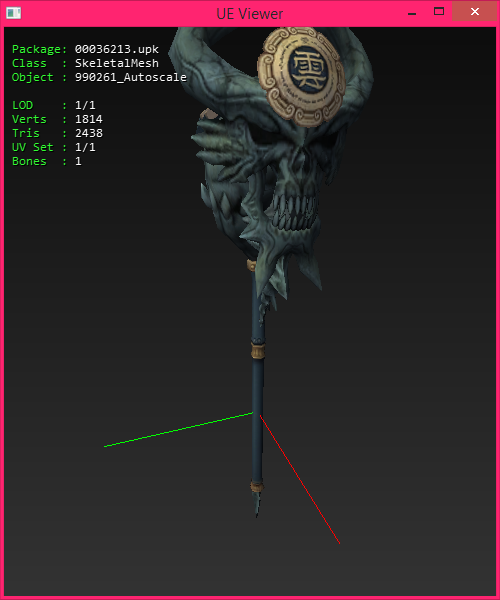 UE Viewer
Package: 00036213.upk
Class : SkeletalMesh
Object : 990261_Autoscale
LOD : 1/1
Verts : 1814
Tris : 2438
UV Set : 1/1
Bones : 1
雲